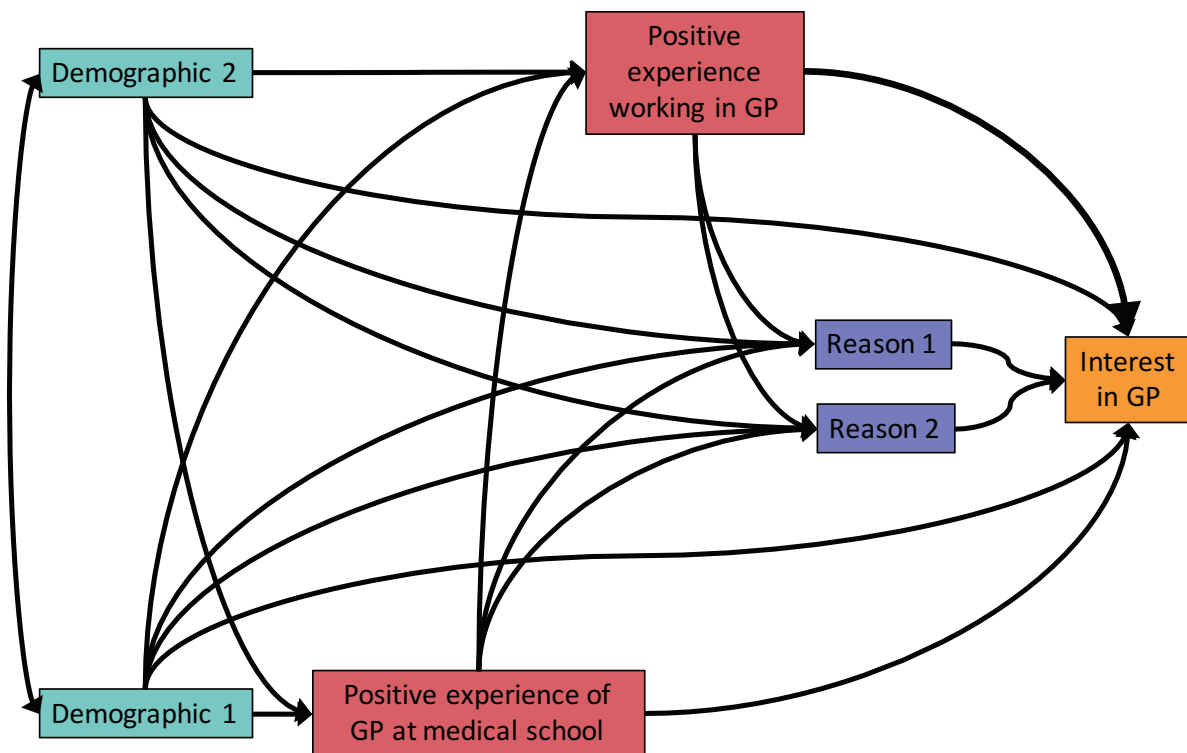 Demographic 2
Positive
experience
working in GP
Reason 1
Reason 2
Interest
in GP
Demographic 1
Positive experience of
GP at medical school